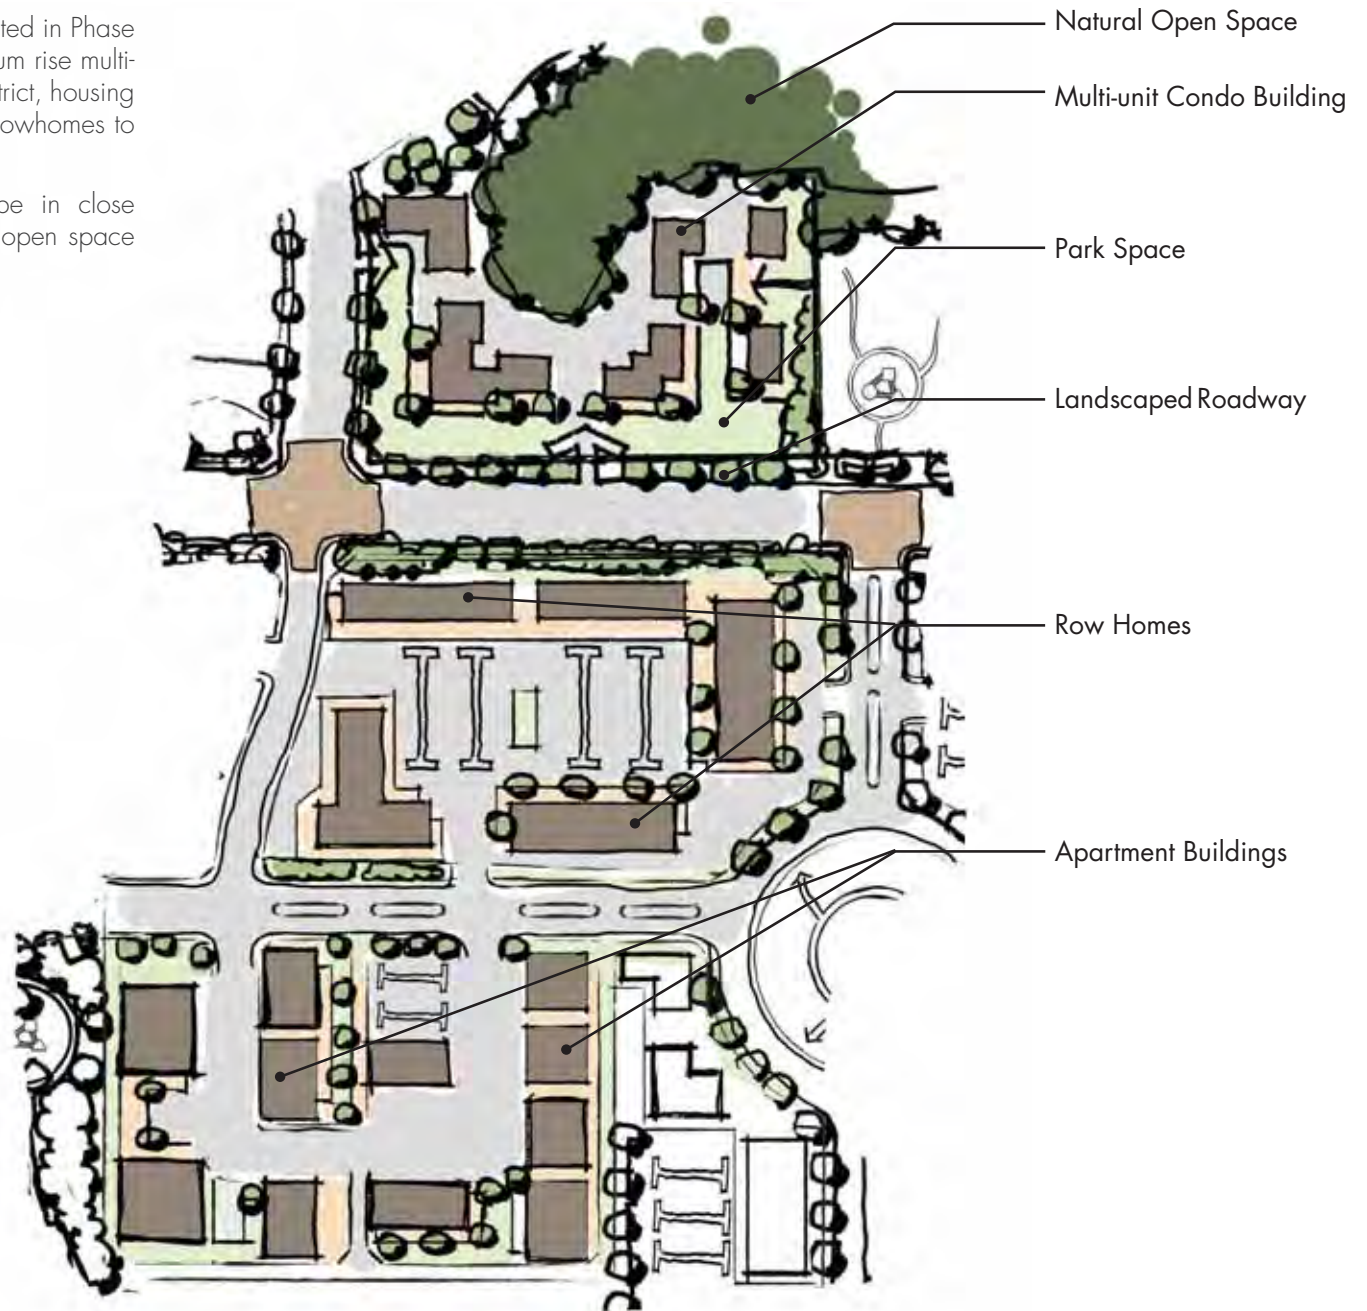 ted in Phase
um rise multi-
trict, housing
owhomes to
be in close
open space
Natural Open Space
Multi-unit Condo Building
Park Space
Landscaped Roadway
Row Homes
Apartment Buildings